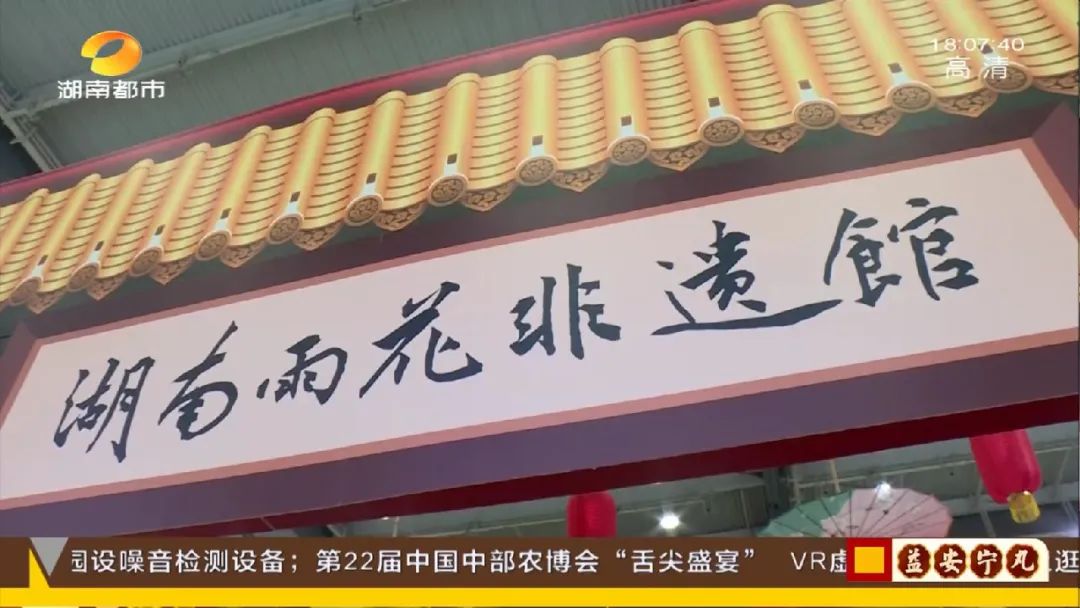 湖南都市
18:07:40
高清
湖南雨花非遗館
设噪音检测设备；第22届中国中部农博会“舌尖盛宴” VR虚
益安宁丸
逛